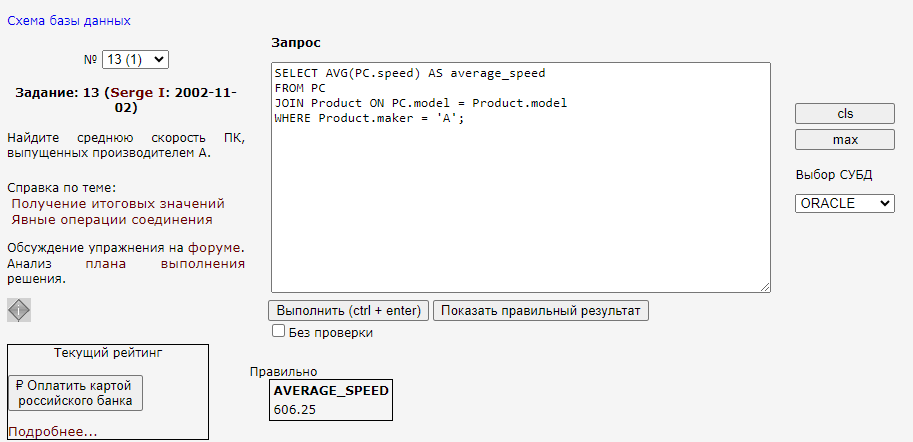 Схема базы данных
№ 13 (1)
Задание: 13 (Serge I: 2002-11-
02)
Найдите среднюю скорость ПК,
выпущенных производителем А.
Справка по теме:
Получение итоговых значений
Явные операции соединения
Обсуждение упражнения на форуме.
Анализ плана выполнения
решения.
Текущий рейтинг
₽ Оплатить картой
российского банка
Подробнее...
Запрос
SELECT AVG(PC.speed) AS average_speed
FROM PC
JOIN Product ON PC.model = Product.model
WHERE Product.maker = 'A';
Выполнить (ctrl + enter) Показать правильный результат
Без проверки
Правильно
AVERAGE_SPEED
606.25
cls
max
Выбор СУБД
ORACLE